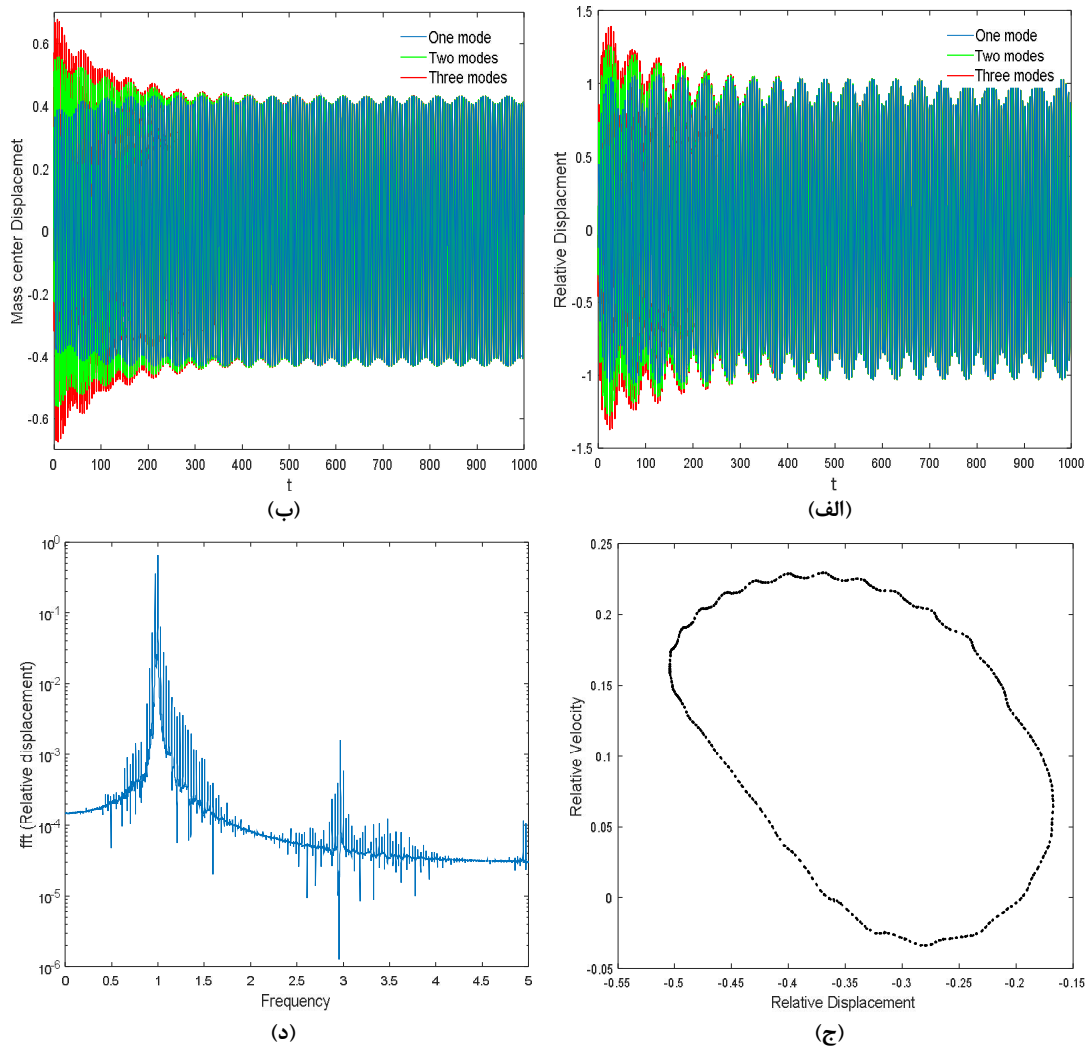 0.6
0.4
0.2
0
-0.2
-0.4
-0.6
Mass center Displacemet
One mode
Two modes
Three modes
0 100 200 300 400 500 600 700 800 900 1000
t
(ب)
1.5
1
0.5
0
-0.5
-1
-1.5
Relative Displacment
One mode
Two modes
Three modes
0 100 200 300 400 500 600 700 800 900 1000
t
(الف)
10^0
10^-1
10^-2
10^-3
10^-4
10^-5
10^-6
fft (Relative displacement)
0 0.5 1 1.5 2 2.5 3 3.5 4 4.5 5
Frequency
(د)
0.25
0.2
0.15
0.1
0.05
0
-0.05
Relative Velocity
-0.55 -0.5 -0.45 -0.4 -0.35 -0.3 -0.25 -0.2 -0.15
Relative Displacement
(ج)